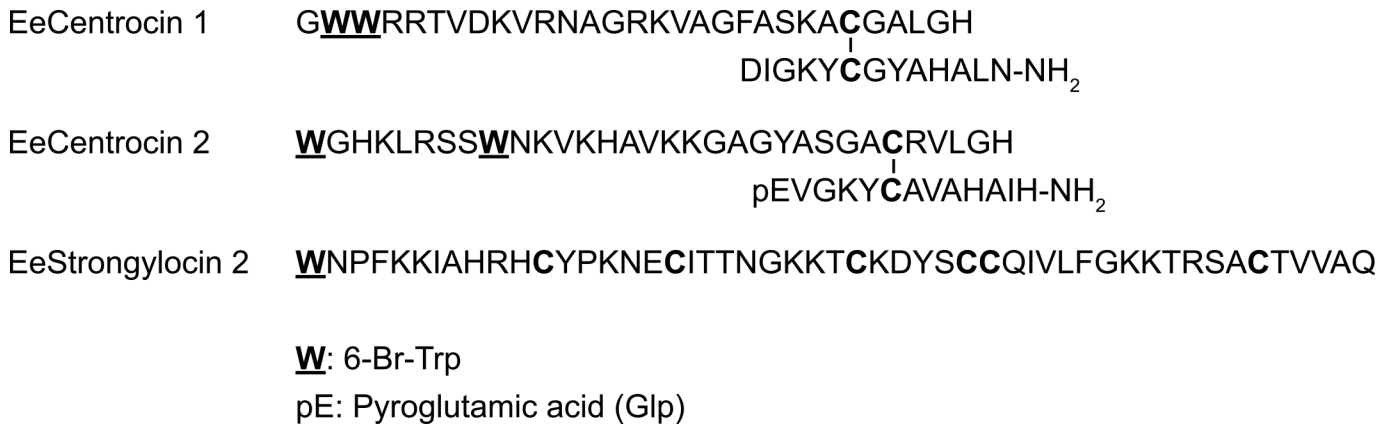 EeCentrocin 1 GWWRRTVDKVRNAGRKVAGFASKACGALGH
DIGKYCGYAHALN-NH2
EeCentrocin 2 WGHKLRSSWNKVKHAVKKGAGYASGACRVLGH
pEVGKYCAVAHAIH-NH2
EeStrongylocin 2 WNPFKKIAHRHCYPKNECITTNGKKTCKDYSCCQIVLFGKKTRSACTVVAQ
W: 6-Br-Trp
pE: Pyroglutamic acid (Glp)